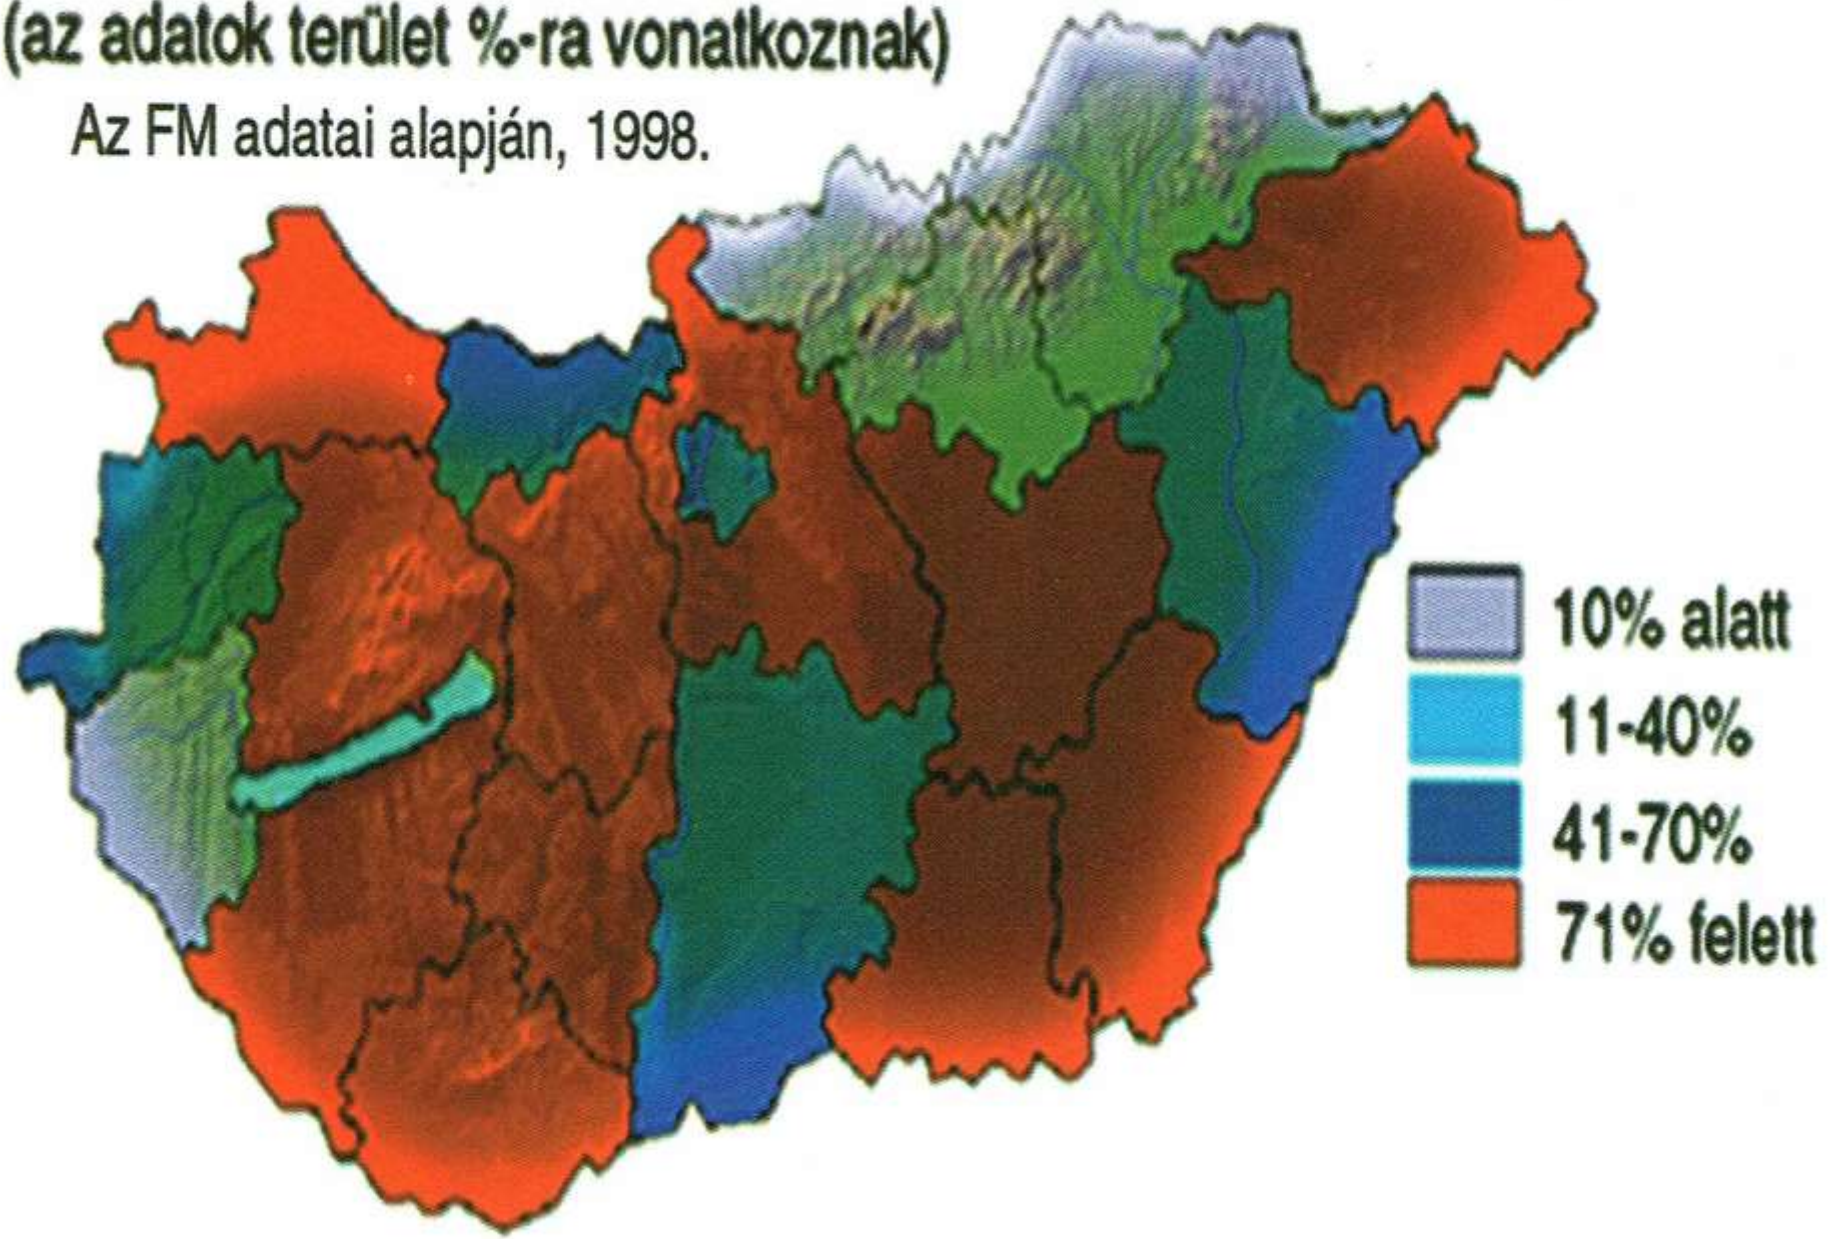 (az adatok terület %-ra vonatkoznak)
Az FM adatai alapján, 1998.
10% alatt
11-40%
41-70%
71% felett